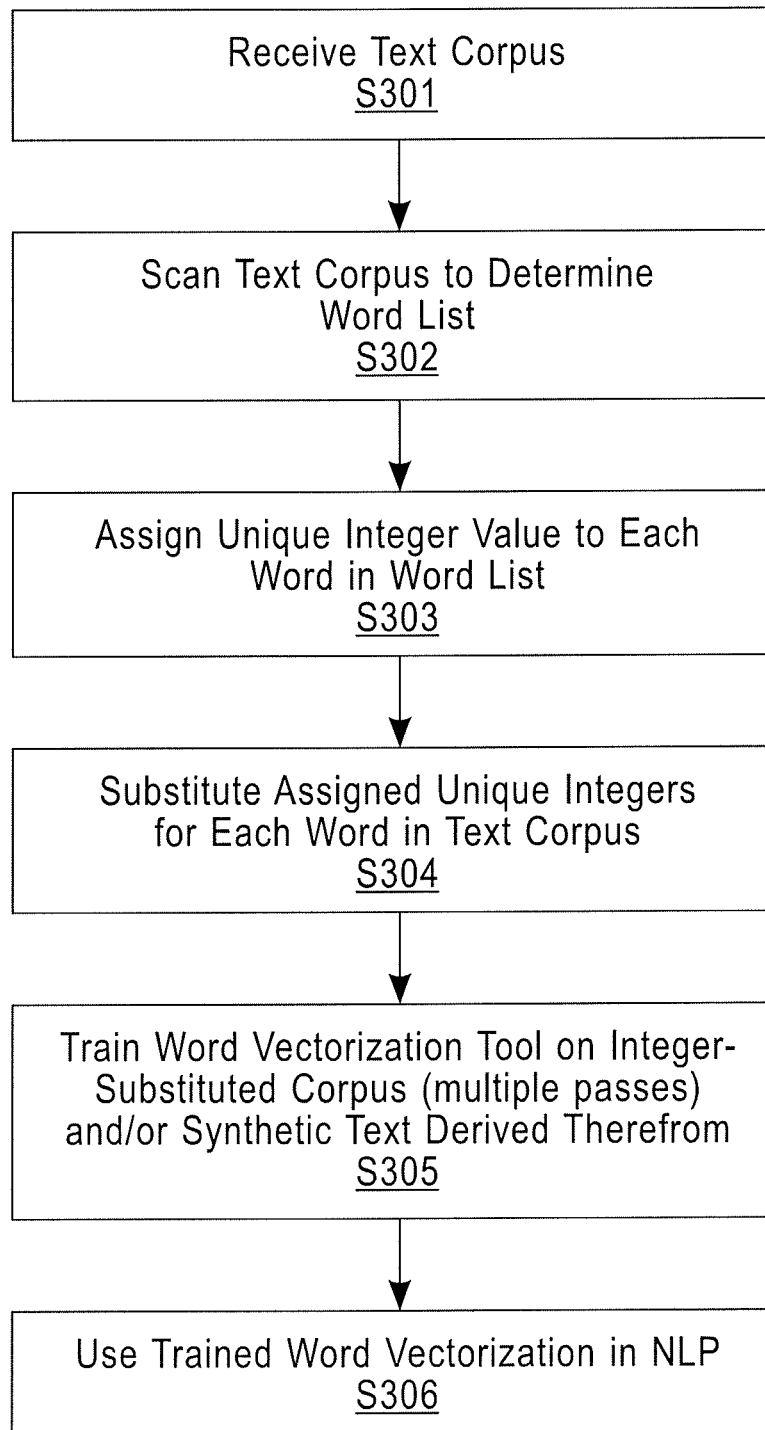 Receive Text Corpus
S301
Scan Text Corpus to Determine
Word List
S302
Assign Unique Integer Value to Each
Word in Word List
S303
Substitute Assigned Unique Integers
for Each Word in Text Corpus
S304
Train Word Vectorization Tool on Integer-
Substituted Corpus (multiple passes)
and/or Synthetic Text Derived Therefrom
S305
Use Trained Word Vectorization in NLP
S306